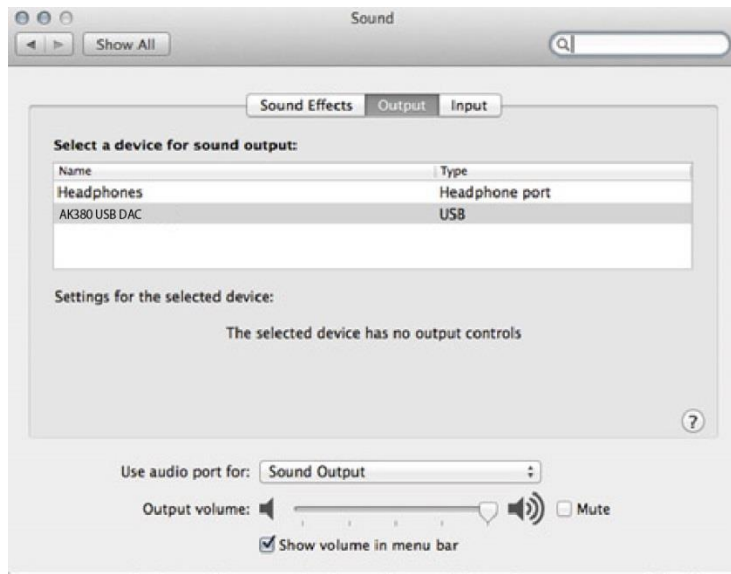 Sound
Show All
Sound Effects Output Input
Select a device for sound output:
Name Type
Headphones Headphone port
AK380 USB DAC USB
Settings for the selected device:
The selected device has no output controls
?
Use audio port for: Sound Output
Output volume: Mute
Show volume in menu bar